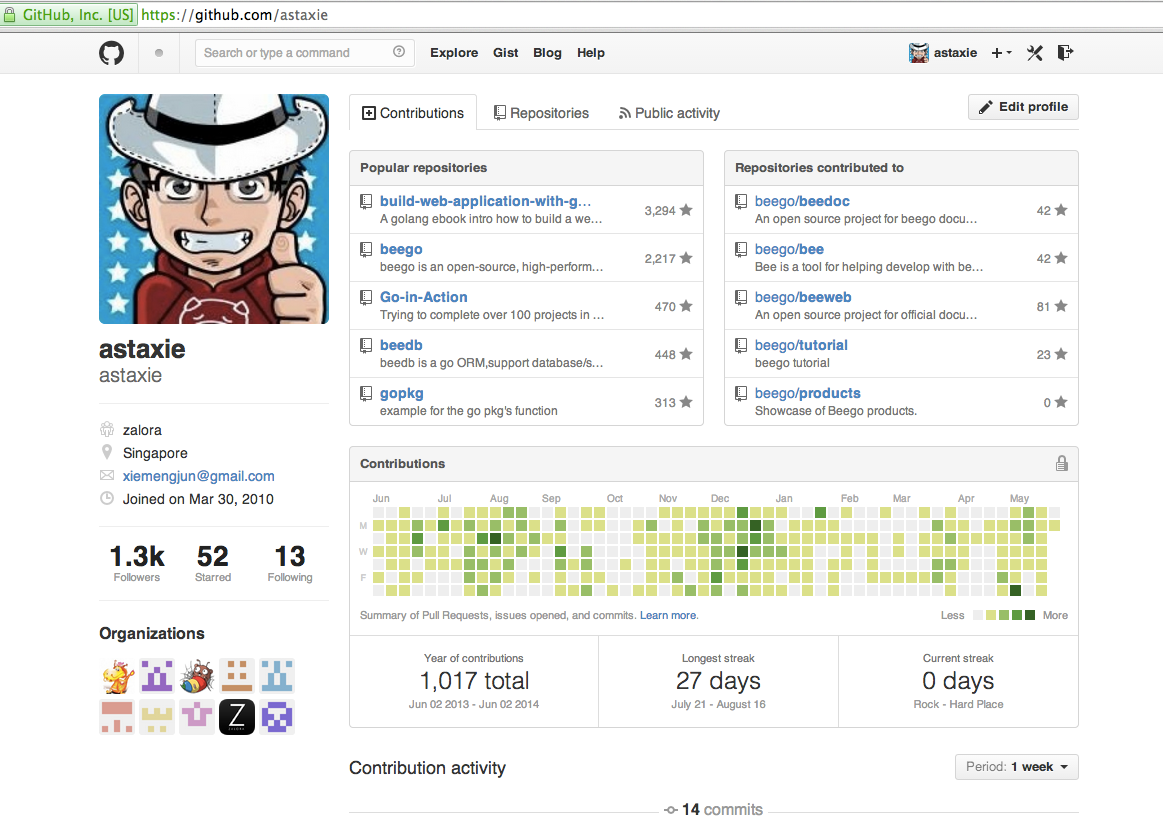 GitHub, Inc. [US] https://github.com/astaxie
Search or type a command Explore Gist Blog Help astaxie
Contributions Repositories Public activity Edit profile
astaxie
astaxie
zalora
Singapore
xiemengjun@gmail.com
Joined on Mar 30, 2010
1.3k 52 13
Followers Starred Following
Organizations
Z
Popular repositories
build-web-application-with-g…
A golang ebook intro how to build a we… 3,294
beego
beego is an open-source, high-perform… 2,217
Go-in-Action
Trying to complete over 100 projects in … 470
beedb
beedb is a go ORM,support database/s… 448
gopkg
example for the go pkg's function 313
Repositories contributed to
beego/beedoc
An open source project for beego docu… 42
beego/bee
Bee is a tool for helping develop with be… 42
beego/beeweb
An open source project for official docu… 81
beego/tutorial
beego tutorial 23
beego/products
Showcase of Beego products. 0
Contributions
Jun Jul Aug Sep Oct Nov Dec Jan Feb Mar Apr May
M
W
F
Summary of Pull Requests, issues opened, and commits. Learn more. Less More
Year of contributions
1,017 total
Jun 02 2013 - Jun 02 2014
Longest streak
27 days
July 21 - August 16
Current streak
0 days
Rock - Hard Place
Contribution activity Period: 1 week
14 commits